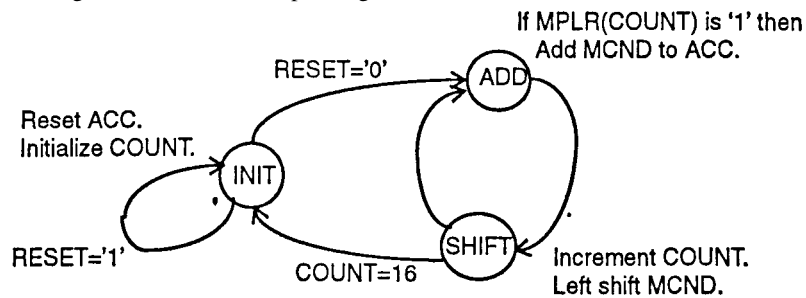 If MPLR(COUNT) is '1' then
Add MCND to ACC.
RESET='0'
ADD
Reset ACC.
Initialize COUNT.
INIT
RESET='1'
SHIFT
COUNT=16
Increment COUNT.
Left shift MCND.